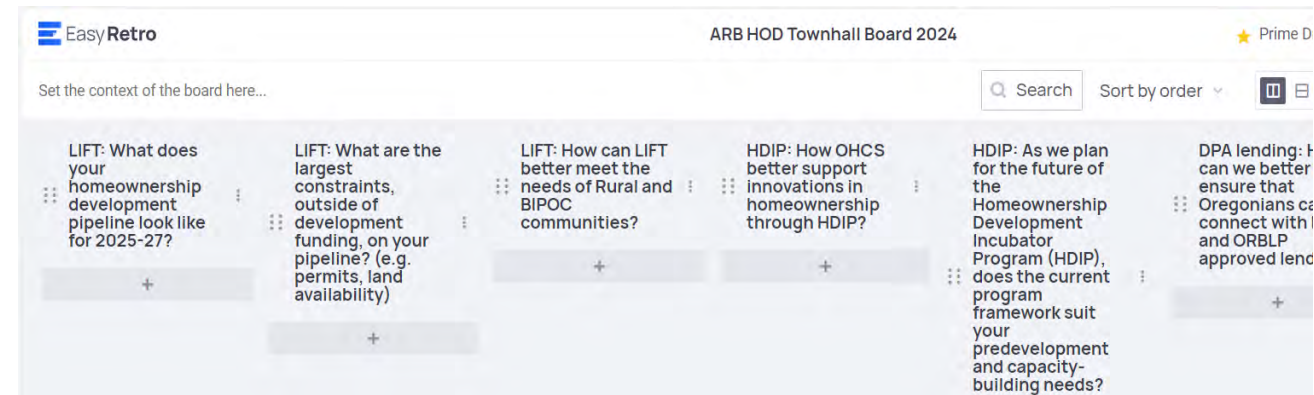 EasyRetro
ARB HOD Townhall Board 2024
Prime
Set the context of the board here...
Search
Sort by order
LIFT: What does
your
homeownership
development
pipeline look like
for 2025-27?
+
LIFT: What are the
largest
constraints,
outside of
development
funding, on your
pipeline? (e.g.
permits, land
availability)
+
LIFT: How can LIFT
better meet the
needs of Rural and
BIPOC
communities?
+
HDIP: How OHCS
better support
innovations in
homeownership
through HDIP?
+
HDIP: As we plan
for the future of
the
Homeownership
Development
Incubator
Program (HDIP),
does the current
program
framework suit
your
predevelopment
and capacity-
building needs?
DPA lending:
can we better
ensure that
Oregonians
connect with
and ORBLP
approved
+